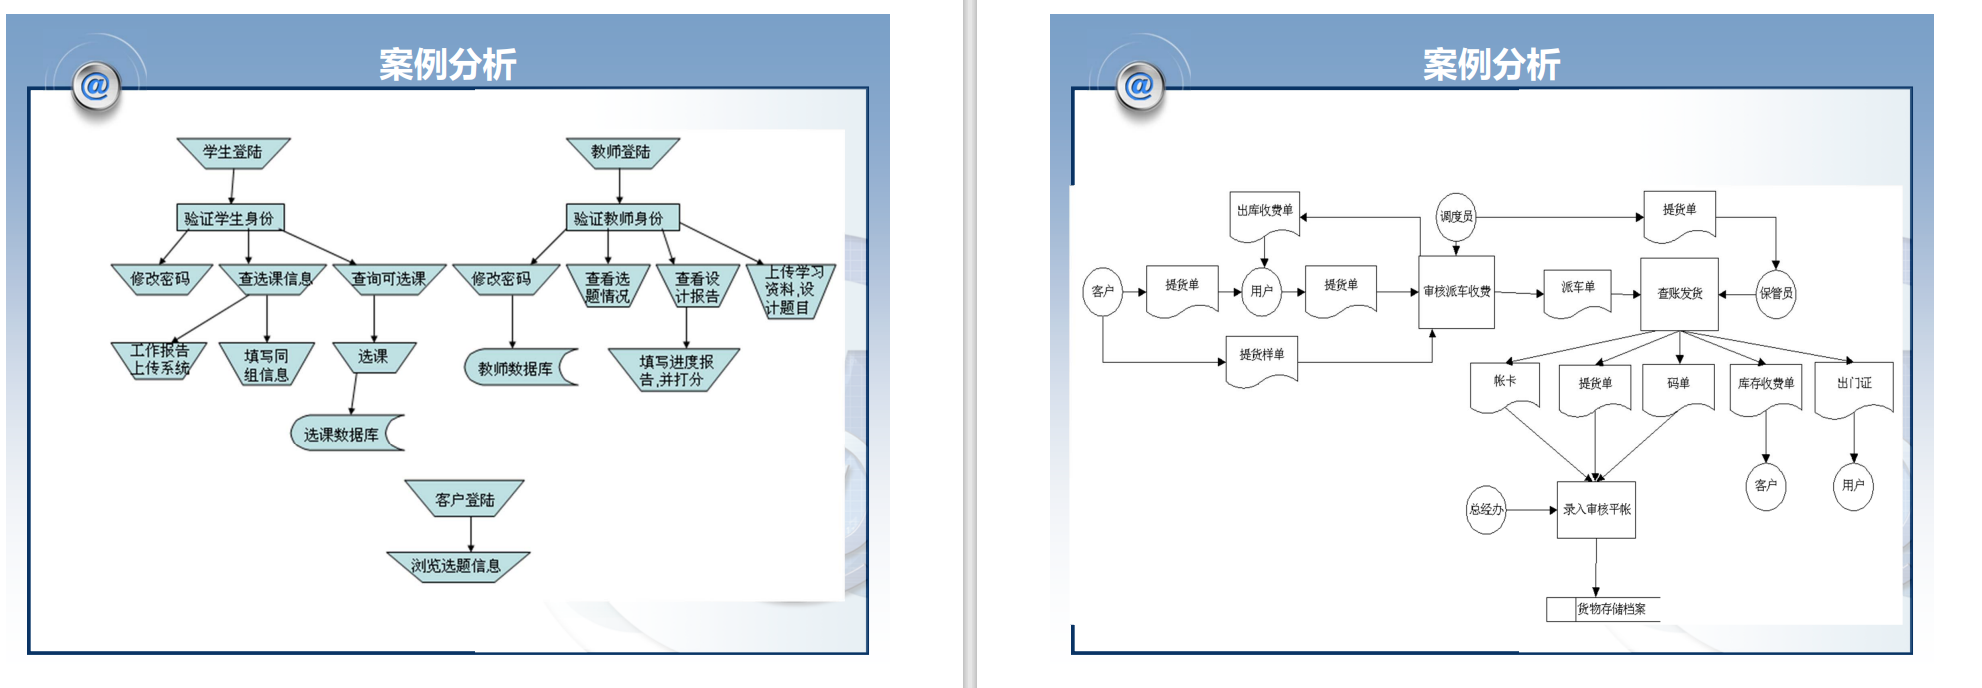 案例分析
@
学生登陆
教师登陆
验证学生身份
验证教师身份
修改密码
查选课信息
查询可选课
修改密码
查看选
题情况
查看设
计报告
上传学习
资料,设
计题目
工作报告
上传系统
填写同
组信息
选课
教师数据库
填写进度报
告,并打分
选课数据库
客户登陆
浏览选题信息
案例分析
@
出库收费单
调度员
提货单
客户
提货单
用户
提货单
审核派车收费
派车单
查账发货
保管员
提货样单
帐卡
提货单
码单
库存收费单
出门证
客户
用户
总经办
录入审核平帐
货物存储档案